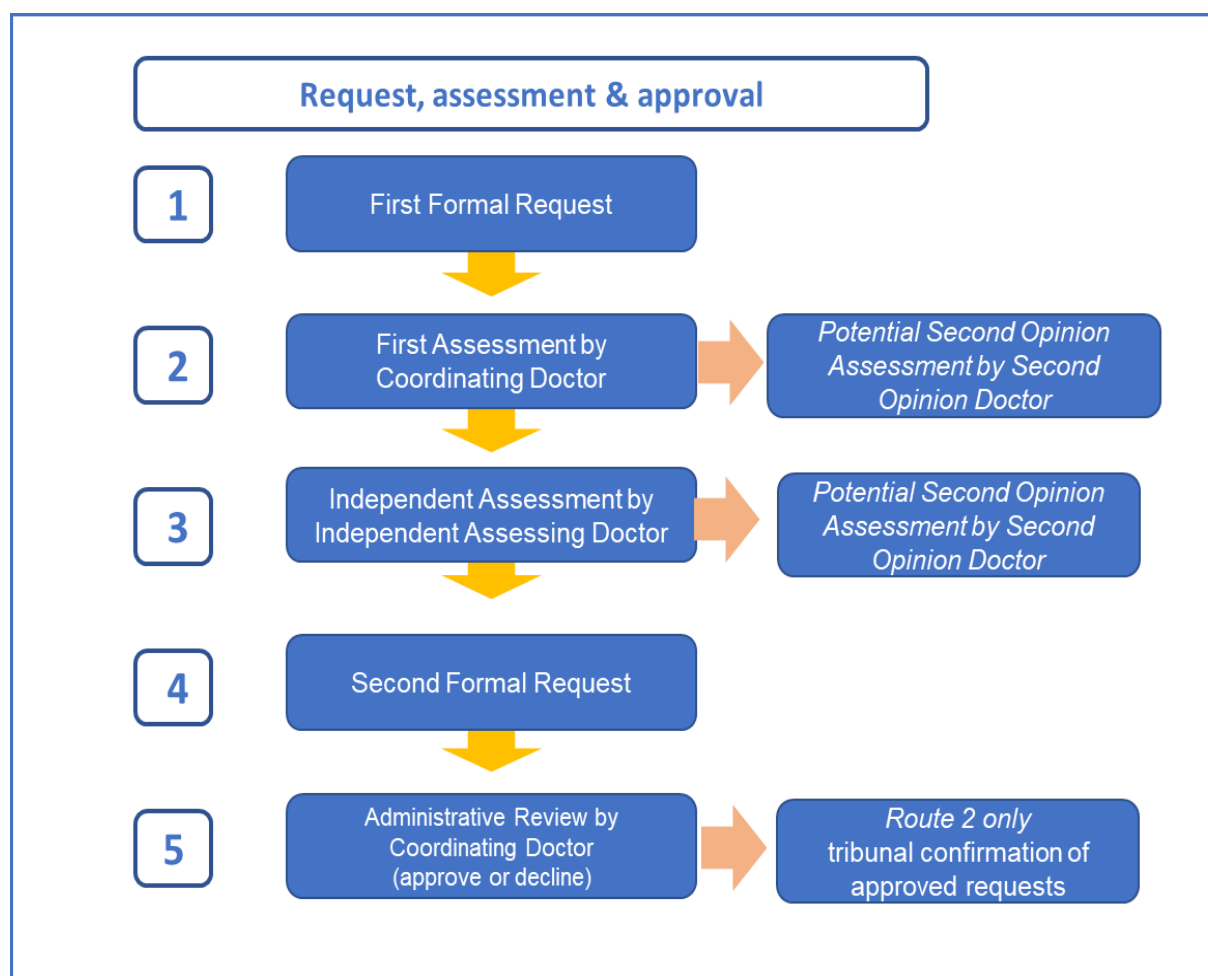 Request, assessment & approval
1
First Formal Request
2
First Assessment by
Coordinating Doctor
Potential Second Opinion
Assessment by Second
Opinion Doctor
3
Independent Assessment by
Independent Assessing Doctor
Potential Second Opinion
Assessment by Second
Opinion Doctor
4
Second Formal Request
5
Administrative Review by
Coordinating Doctor
(approve or decline)
Route 2 only
tribunal confirmation of
approved requests